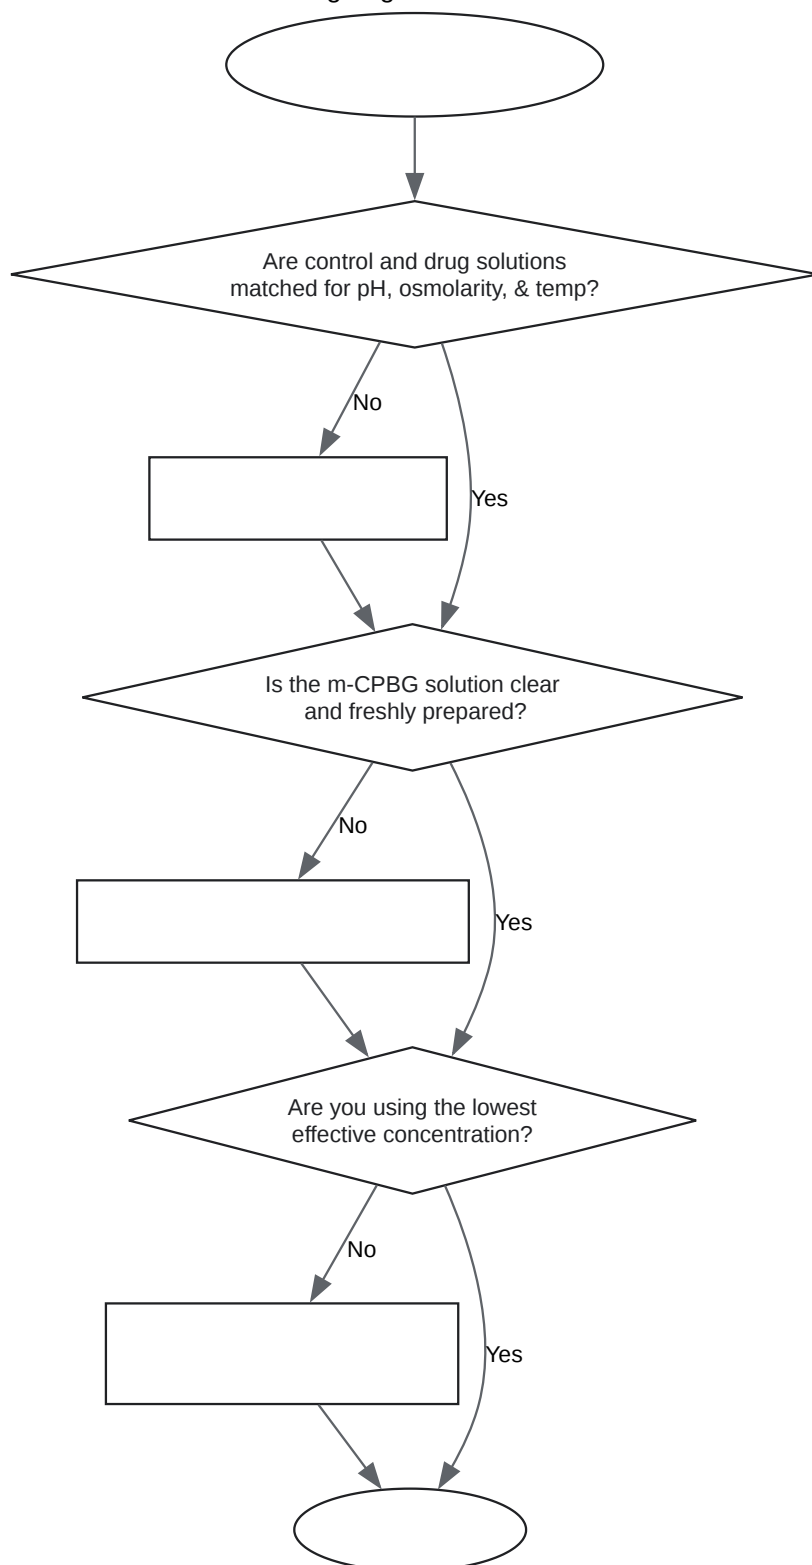 Are control and drug solutions
matched for pH, osmolarity, & temp?
No
Yes
Is the m-CPBG solution clear
and freshly prepared?
No
Yes
Are you using the lowest
effective concentration?
No
Yes